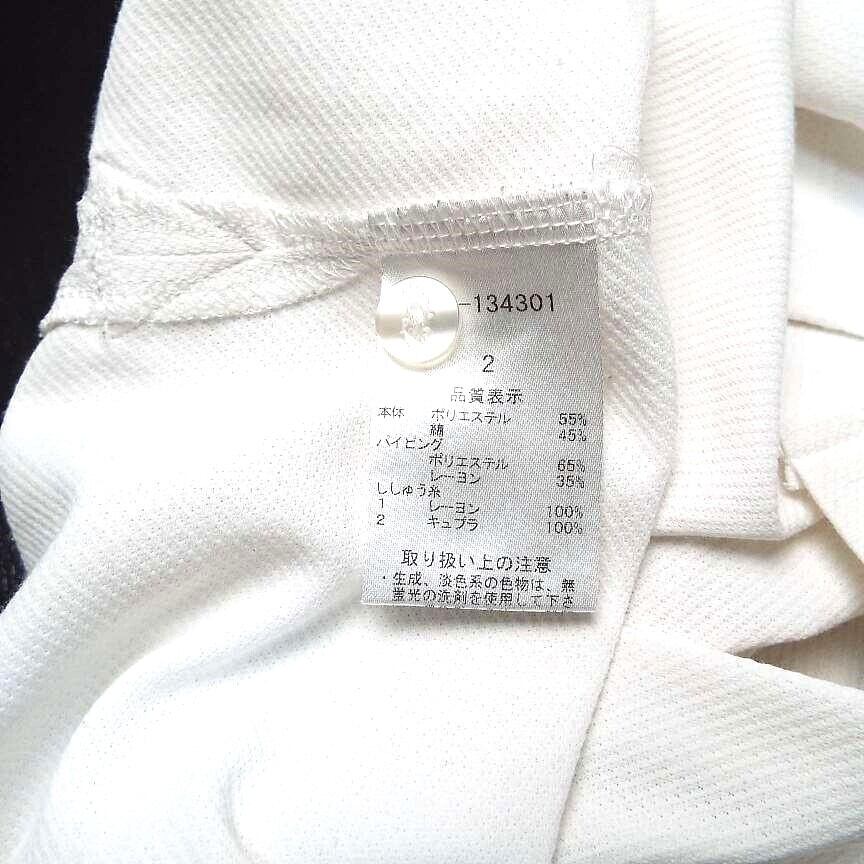 -134301
2
品質表示
本体 ポリエステル 55%
綿 45%
パイピング
ポリエステル 65%
レーヨン 35%
ししゅう糸
1 レーヨン 100%
2 キュプラ 100%
取り扱い上の注意
・生成、淡色系の色物は、無
蛍光の洗剤を使用して下さ